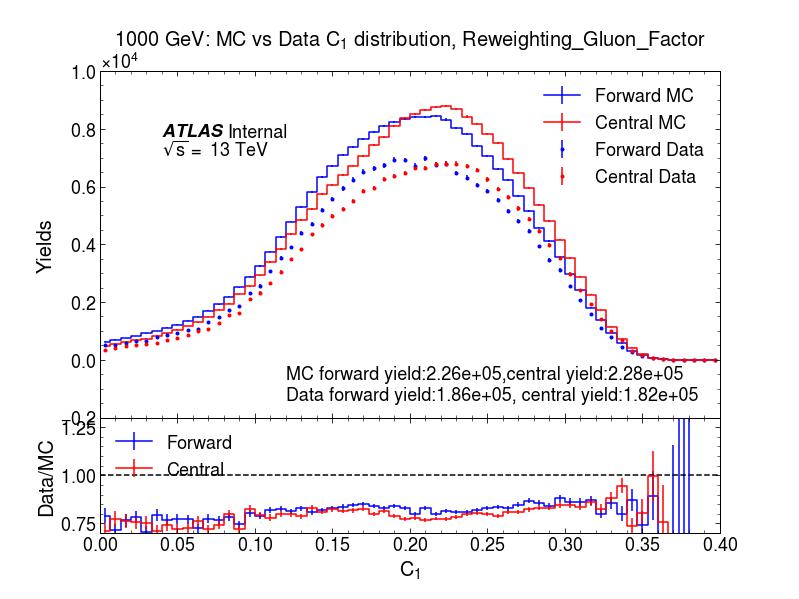 1000 GeV: MC vs Data C₁ distribution, Reweighting_Gluon_Factor
×10⁴
1.0
0.8
0.6
0.4
0.2
0.0
0.2
Yields
ATLAS Internal
√s = 13 TeV
Forward MC
Central MC
Forward Data
Central Data
MC forward yield:2.26e+05,central yield:2.28e+05
Data forward yield:1.86e+05, central yield:1.82e+05
1.25
1.00
0.75
Data/MC
Forward
Central
0.00 0.05 0.10 0.15 0.20 0.25 0.30 0.35 0.40
C₁